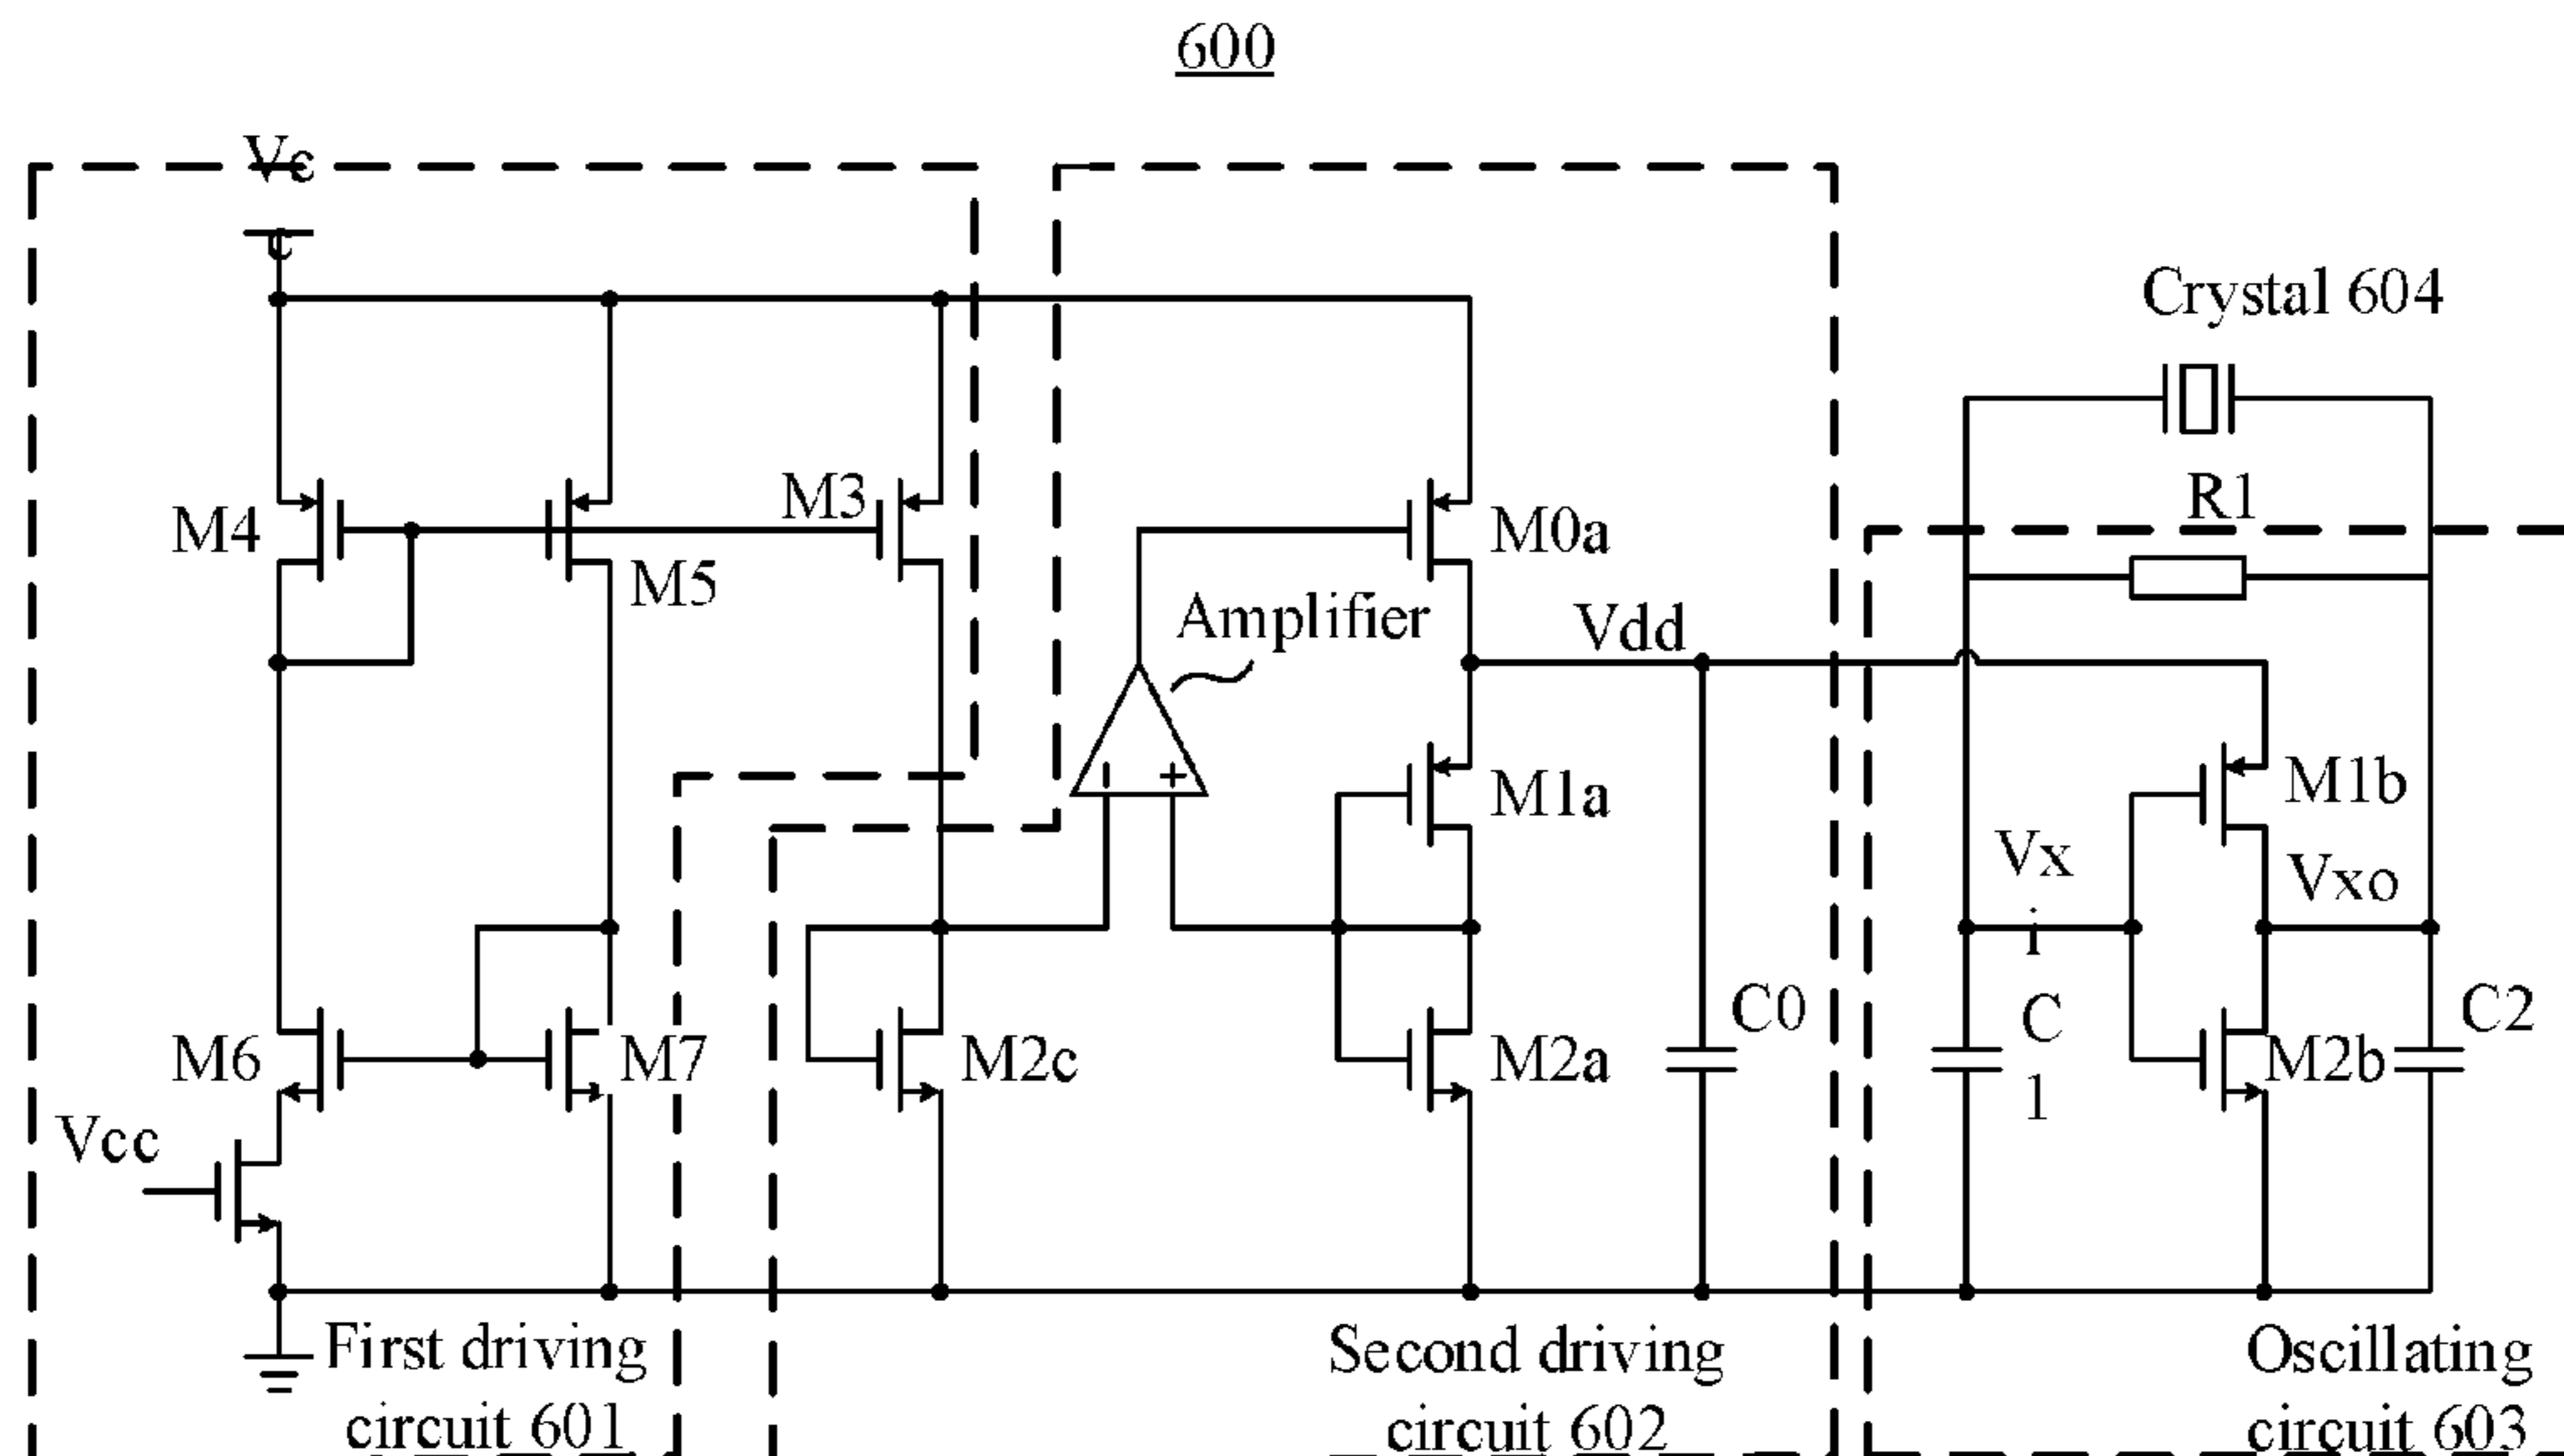 600
Vc
c
Crystal 604
R1
M4
M5
M3
M0a
Amplifier
Vdd
- +
M1a
M1b
Vx
i
Vxo
M6
M7
M2c
M2a
C0
C
1
M2b
C2
Vcc
First driving
circuit 601
Second driving
circuit 602
Oscillating
circuit 603